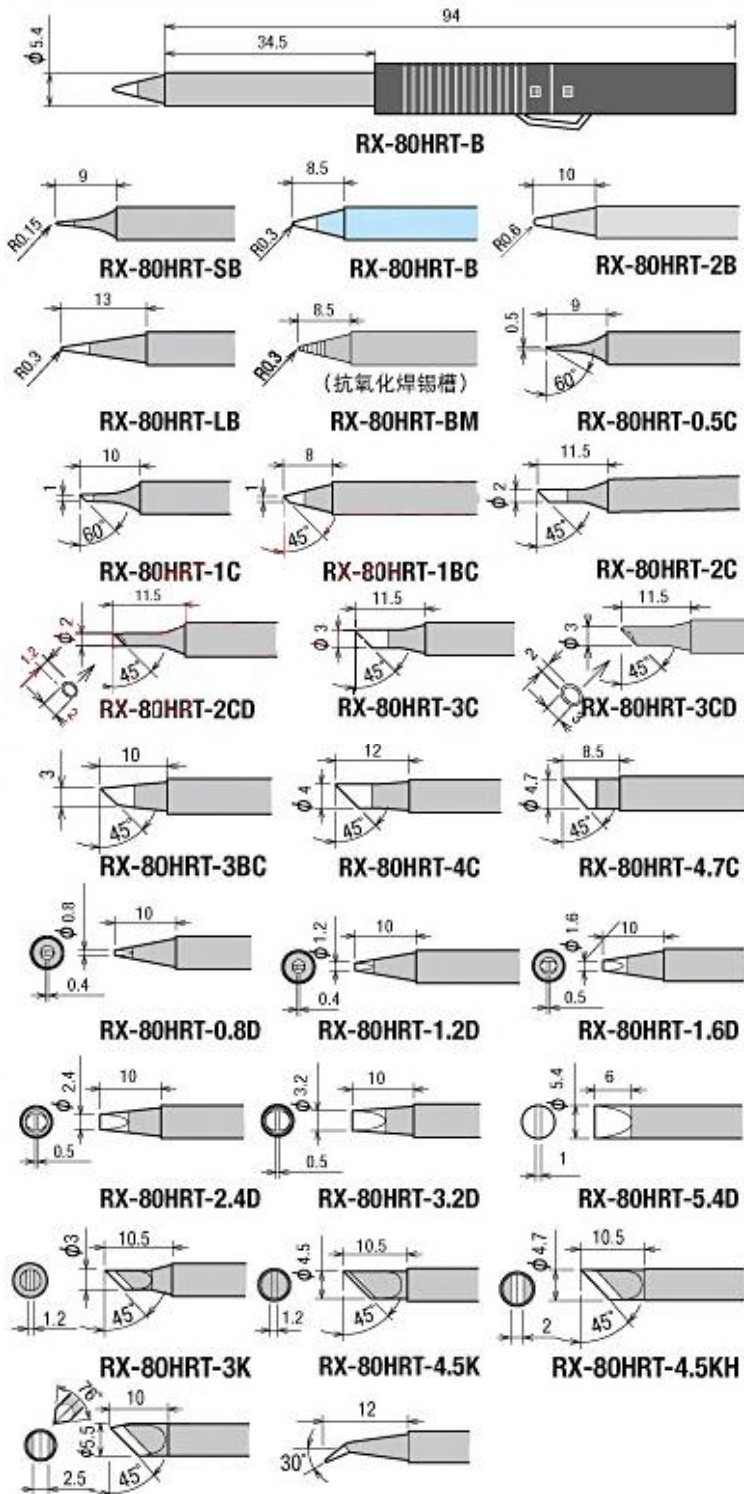 94
34.5
ϕ5.4
RX-80HRT-B
9
8.5
10
R0.15
R0.3
R0.6
RX-80HRT-SB
RX-80HRT-B
RX-80HRT-2B
13
8.5
9
0.5
R0.3
R0.3
(抗氧化焊锡槽)
60°
RX-80HRT-LB
RX-80HRT-BM
RX-80HRT-0.5C
10
8
11.5
1
1
ϕ2
60°
45°
45°
RX-80HRT-1C
RX-80HRT-1BC
RX-80HRT-2C
11.5
11.5
11.5
ϕ2
ϕ3
ϕ3
1.2
2
45°
45°
45°
2
3
RX-80HRT-2CD
RX-80HRT-3C
RX-80HRT-3CD
10
12
8.5
3
ϕ4
ϕ4.7
45°
45°
45°
RX-80HRT-3BC
RX-80HRT-4C
RX-80HRT-4.7C
ϕ0.8
10
ϕ1.2
10
ϕ1.6
10
0.4
0.4
0.5
RX-80HRT-0.8D
RX-80HRT-1.2D
RX-80HRT-1.6D
ϕ2.4
10
ϕ3.2
10
ϕ5.4
6
0.5
0.5
1
RX-80HRT-2.4D
RX-80HRT-3.2D
RX-80HRT-5.4D
ϕ3
10.5
ϕ4.5
10.5
ϕ4.7
10.5
1.2
45°
1.2
45°
2
45°
RX-80HRT-3K
RX-80HRT-4.5K
RX-80HRT-4.5KH
76°
10
12
ϕ5.5
30°
2.5
45°